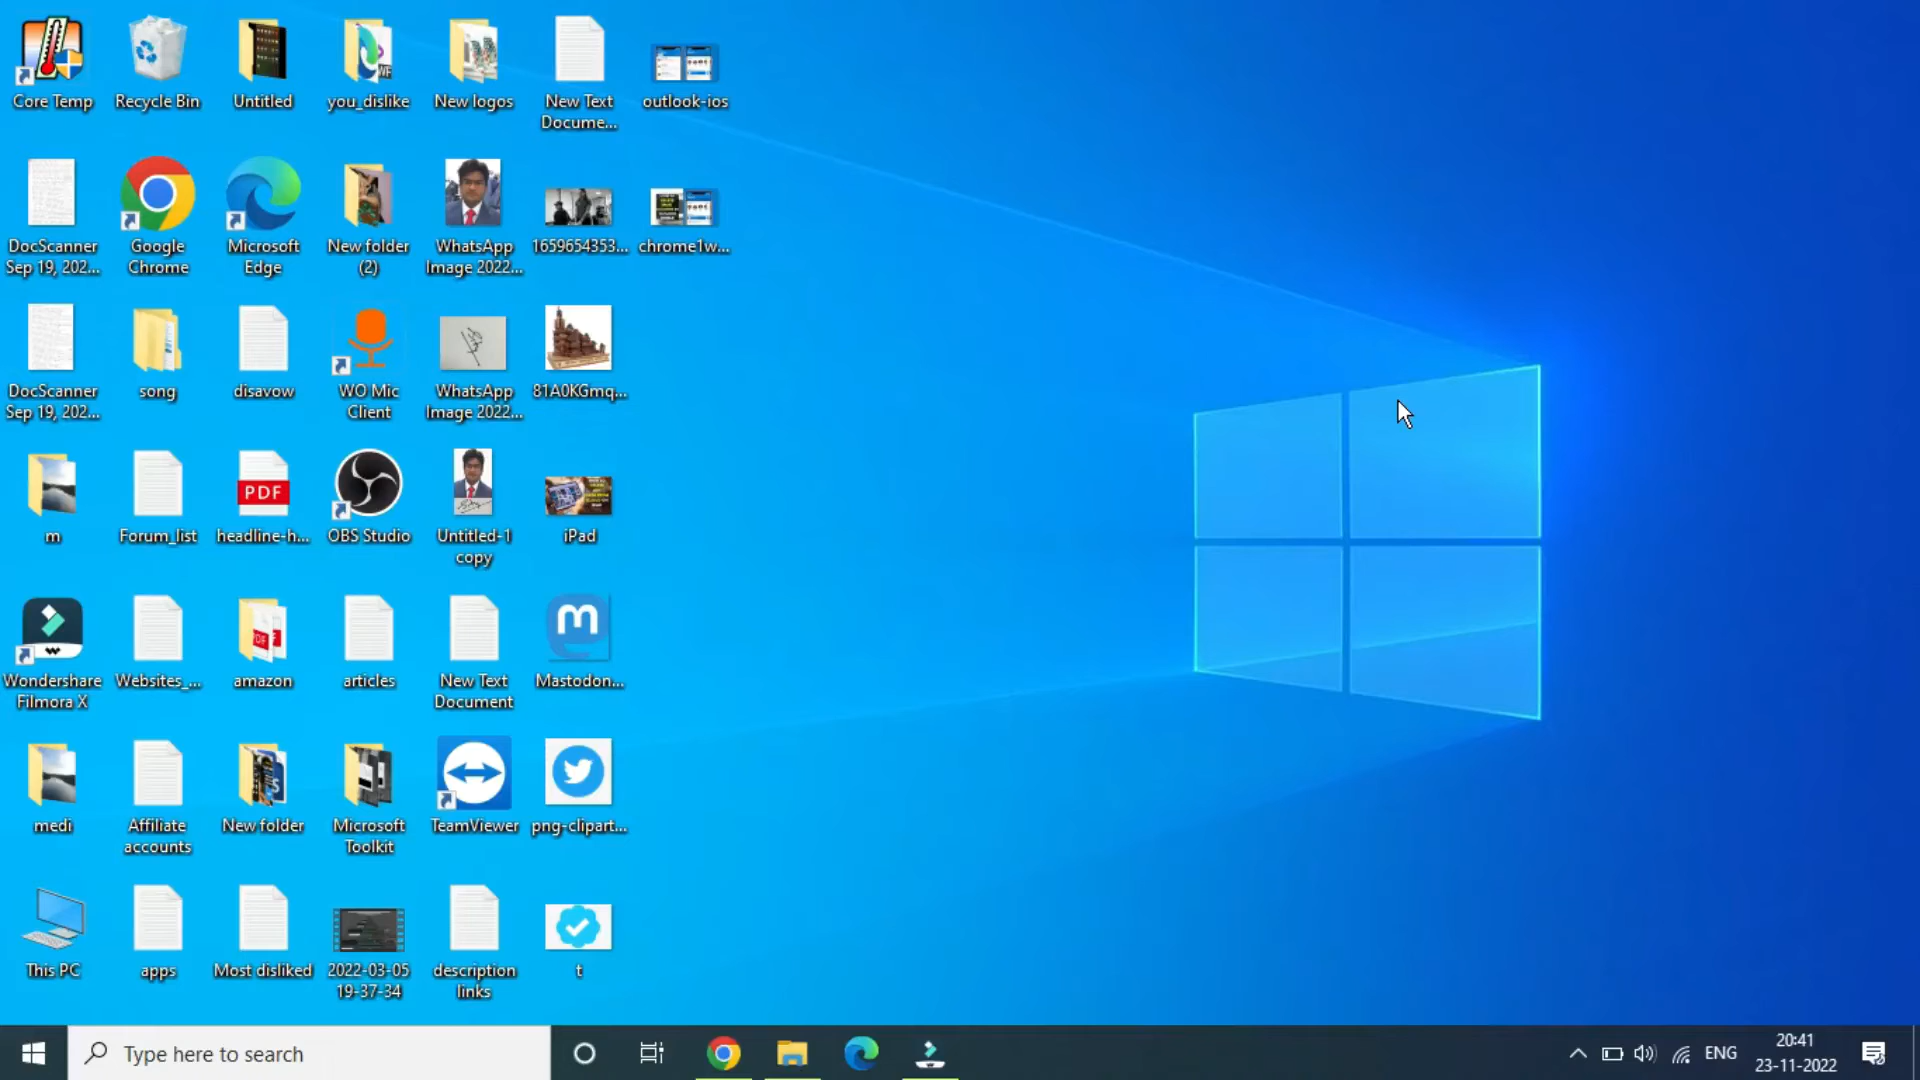 Core Temp
Recycle Bin
Untitled
you_dislike
New logos
New Text
Docume...
outlook-ios
DocScanner
Sep 19, 202...
Google
Chrome
Microsoft
Edge
New folder
(2)
WhatsApp
Image 2022...
1659654353...
chrome1w...
DocScanner
Sep 19, 202...
song
disavow
WO Mic
Client
WhatsApp
Image 2022...
81A0KGmq...
m
Forum_list
PDF
headline-h...
OBS Studio
Untitled-1
copy
iPad
Wondershare
Filmora X
Websites_...
amazon
articles
New Text
Document
m
Mastodon...
medi
Affiliate
accounts
New folder
Microsoft
Toolkit
TeamViewer
png-clipart...
This PC
apps
Most disliked
2022-03-05
19-37-34
description
links
t
Type here to search
ENG
20:41
23-11-2022